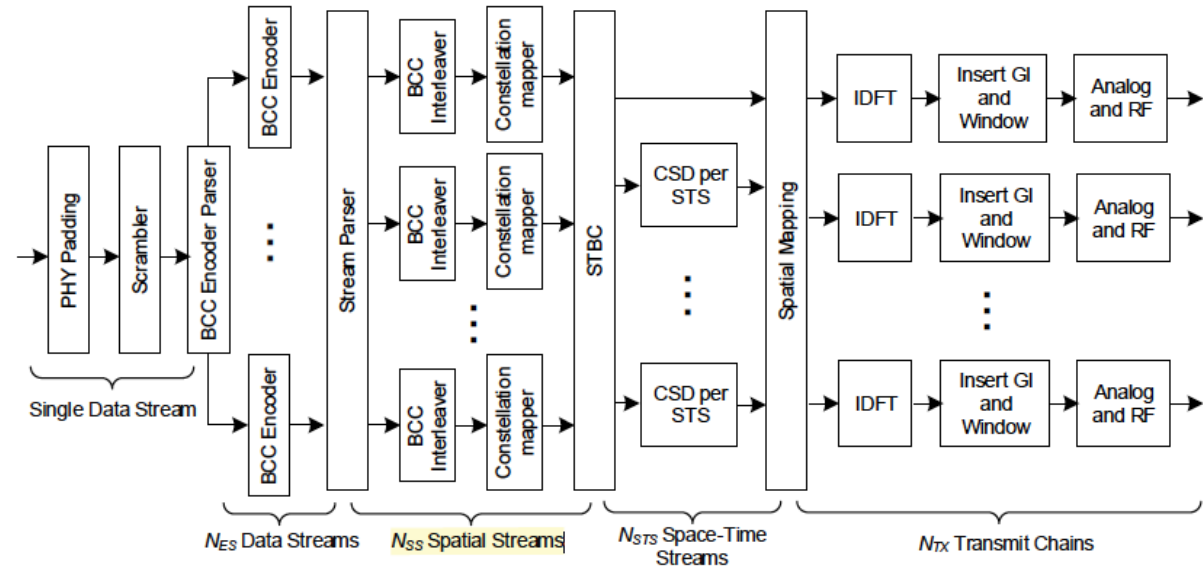 PHY Padding
Scrambler
BCC Encoder Parser
BCC Encoder
BCC Encoder
Stream Parser
BCC
Interleaver
Constellation
mapper
BCC
Interleaver
Constellation
mapper
BCC
Interleaver
Constellation
mapper
STBC
CSD per
STS
CSD per
STS
Spatial Mapping
IDFT
Insert GI
and
Window
Analog
and RF
IDFT
Insert GI
and
Window
Analog
and RF
IDFT
Insert GI
and
Window
Analog
and RF
Single Data Stream
NES Data Streams
NSS Spatial Streams
NSTS Space-Time
Streams
NTX Transmit Chains